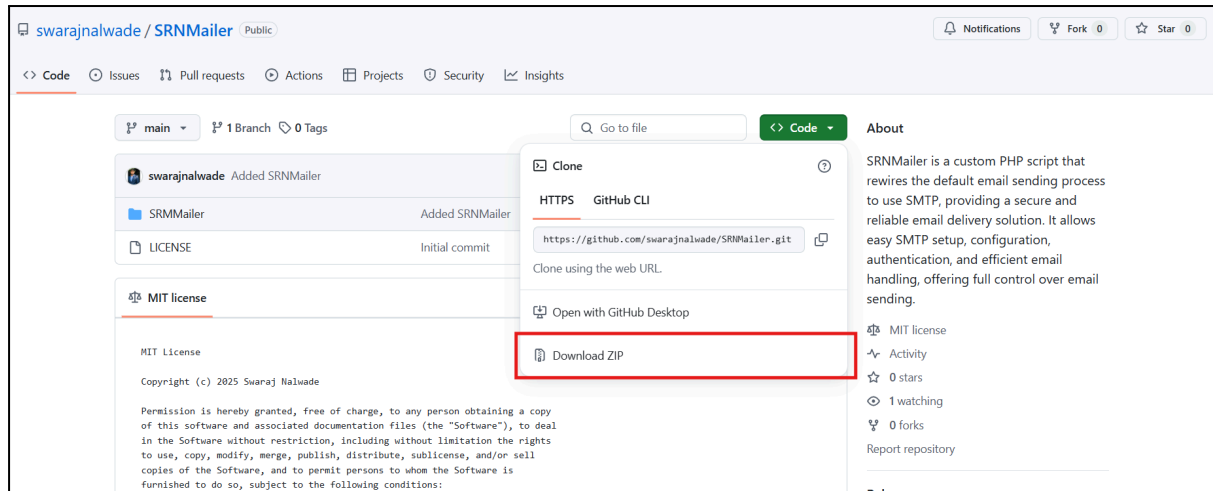 swarajnalwade / SRNMailer Public
Notifications
Fork 0
Star 0
Code
Issues
Pull requests
Actions
Projects
Security
Insights
main
1 Branch
0 Tags
Go to file
Code
swarajnalwade Added SRNMailer
SRMMailer Added SRNMailer
LICENSE Initial commit
MIT license
MIT License
Copyright (c) 2025 Swaraj Nalwade
Permission is hereby granted, free of charge, to any person obtaining a copy
of this software and associated documentation files (the "Software"), to deal
in the Software without restriction, including without limitation the rights
to use, copy, modify, merge, publish, distribute, sublicense, and/or sell
copies of the Software, and to permit persons to whom the Software is
furnished to do so, subject to the following conditions:
Clone
HTTPS GitHub CLI
https://github.com/swarajnalwade/SRNMailer.git
Clone using the web URL.
Open with GitHub Desktop
Download ZIP
About
SRNMailer is a custom PHP script that
rewires the default email sending process
to use SMTP, providing a secure and
reliable email delivery solution. It allows
easy SMTP setup, configuration,
authentication, and efficient email
handling, offering full control over email
sending.
MIT license
Activity
0 stars
1 watching
0 forks
Report repository